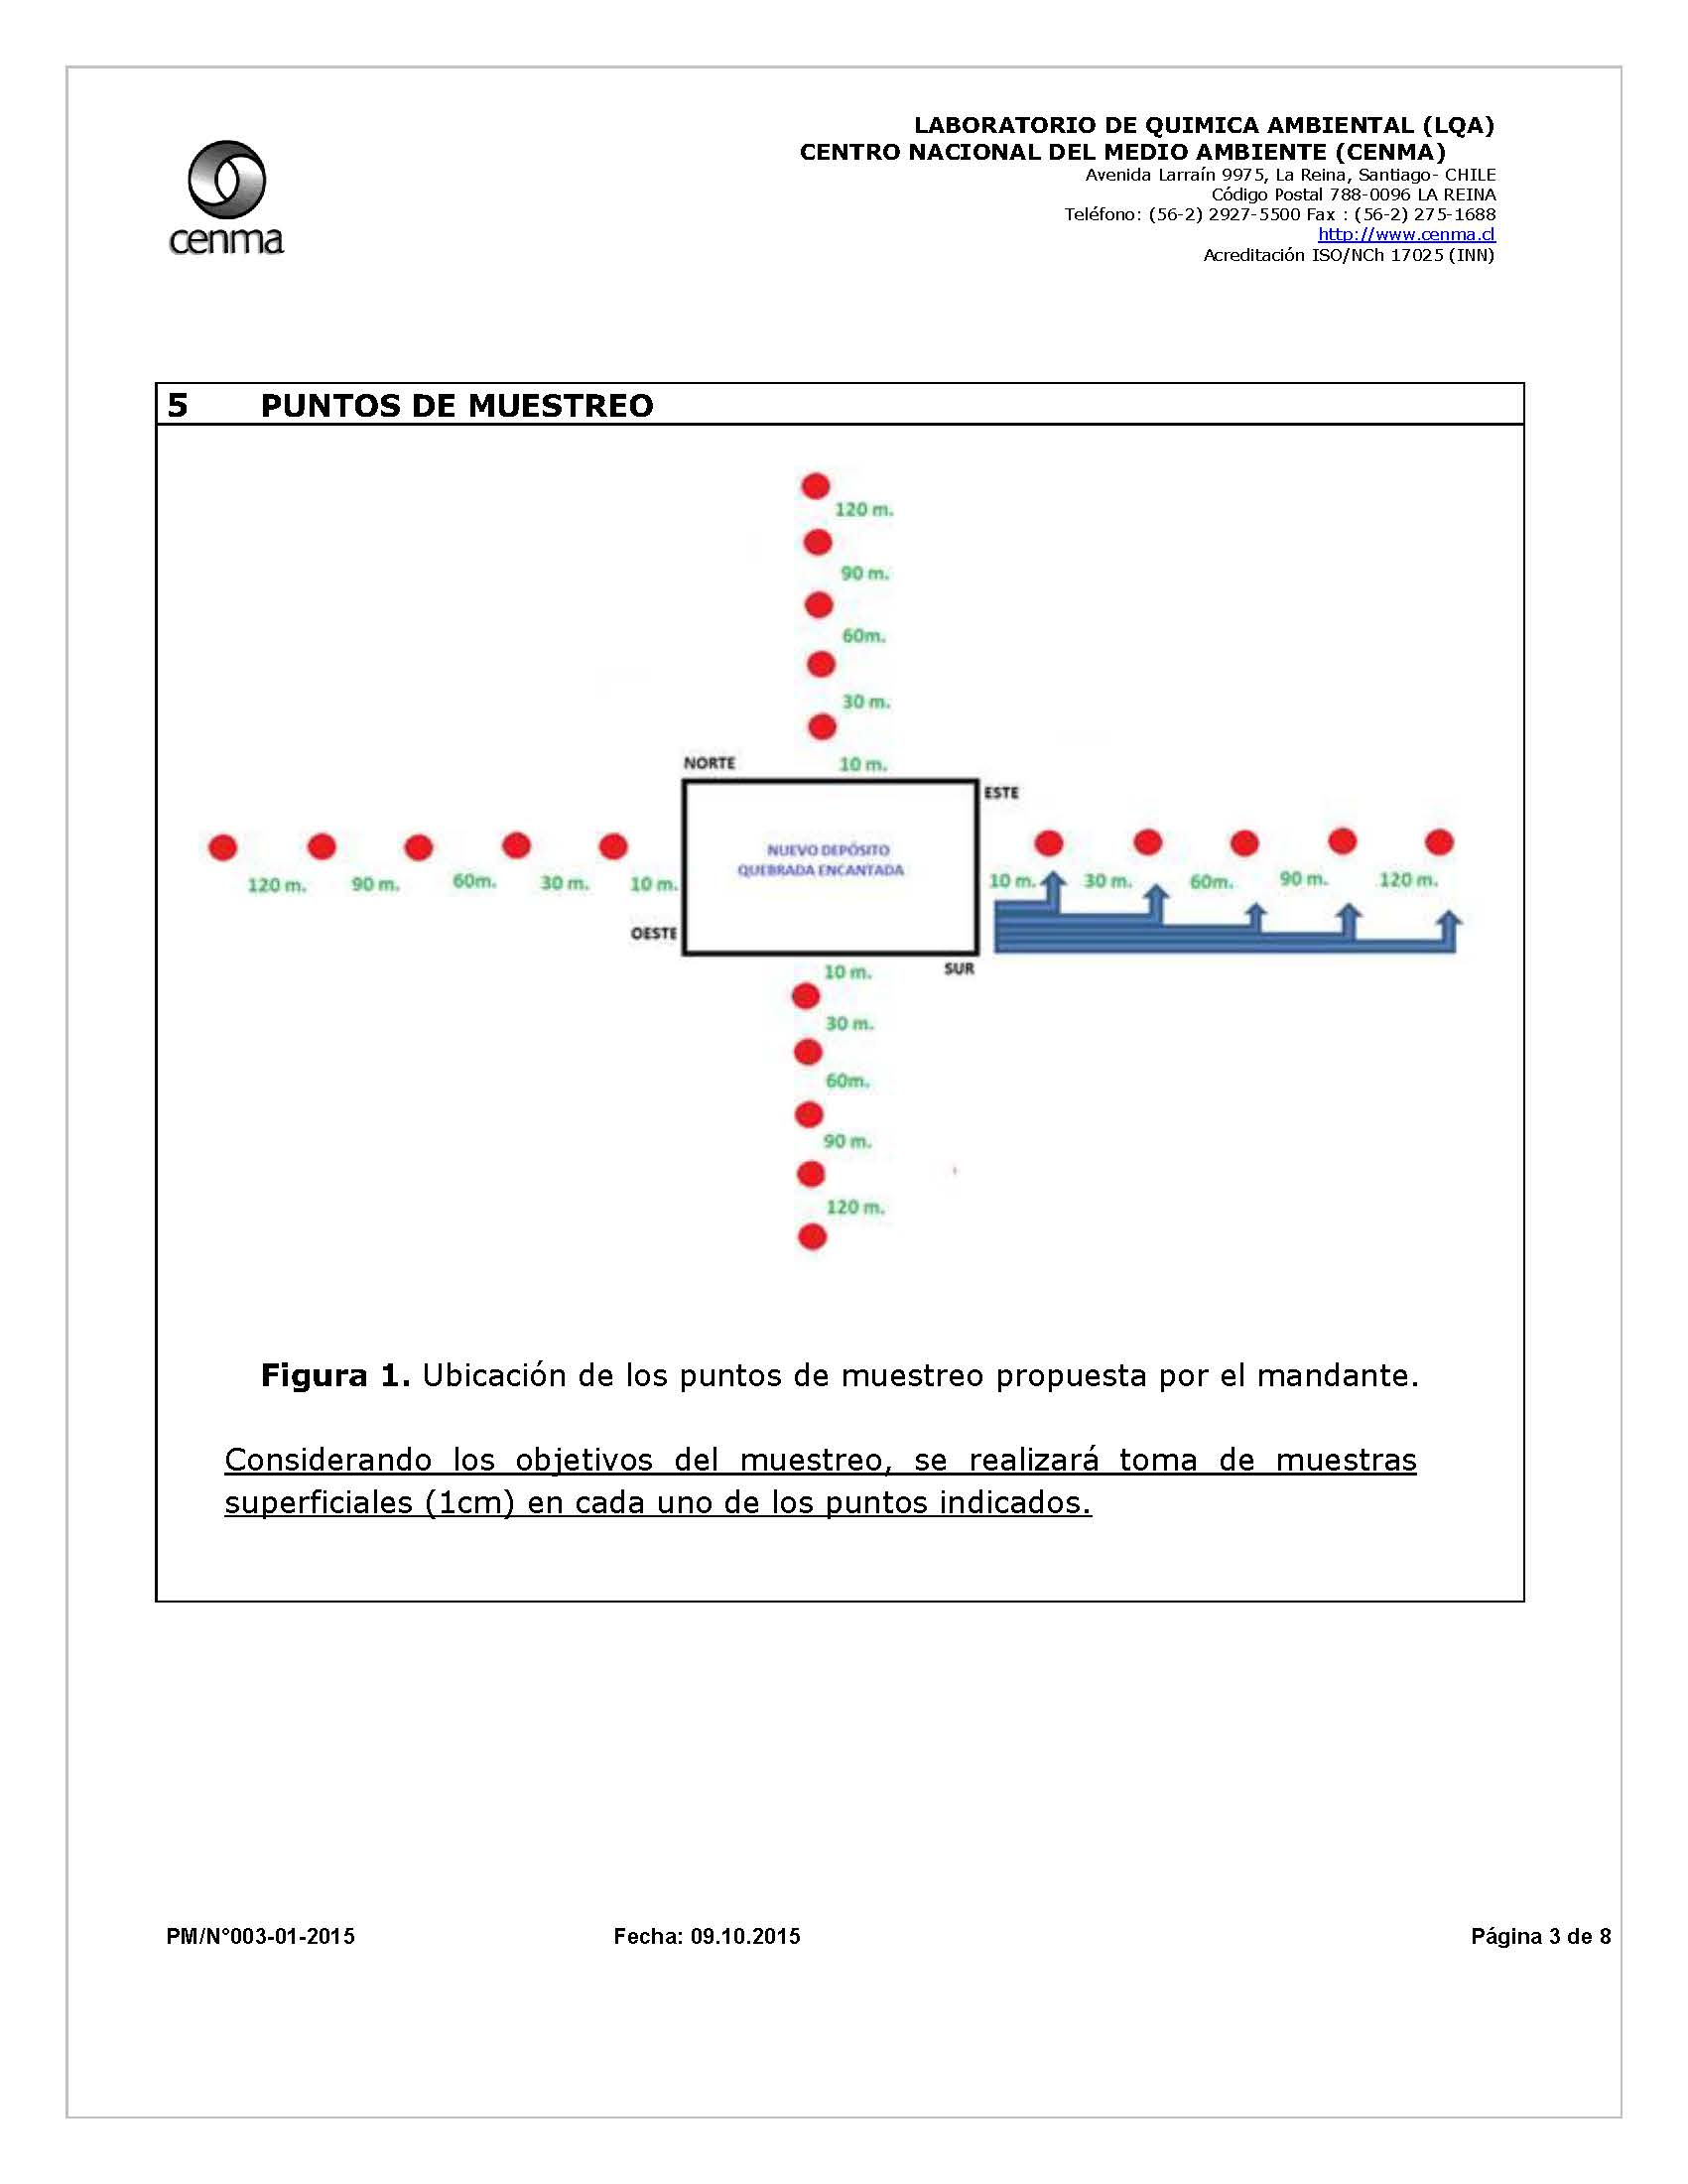 LABORATORIO DE QUIMICA AMBIENTAL (LQA)
CENTRO NACIONAL DEL MEDIO AMBIENTE (CENMA)
Avenida Larraín 9975, La Reina, Santiago- CHILE
Código Postal 788-0096 LA REINA
Teléfono: (56-2) 2927-5500 Fax : (56-2) 275-1688
http://www.cenma.cl
Acreditación ISO/NCh 17025 (INN)
cenma
5 PUNTOS DE MUESTREO
120 m.
90 m.
60m.
30 m.
NORTE
10 m.
ESTE
NUEVO DEPÓSITO
QUEBRADA ENCANTADA
120 m. 90 m. 60m. 30 m. 10 m.
10 m. 30 m. 60m. 90 m. 120 m.
OESTE
SUR
10 m.
30 m.
60m.
90 m.
120 m.
Figura 1. Ubicación de los puntos de muestreo propuesta por el mandante.
Considerando los objetivos del muestreo, se realizará toma de muestras
superficiales (1cm) en cada uno de los puntos indicados.
PM/N°003-01-2015 Fecha: 09.10.2015 Página 3 de 8